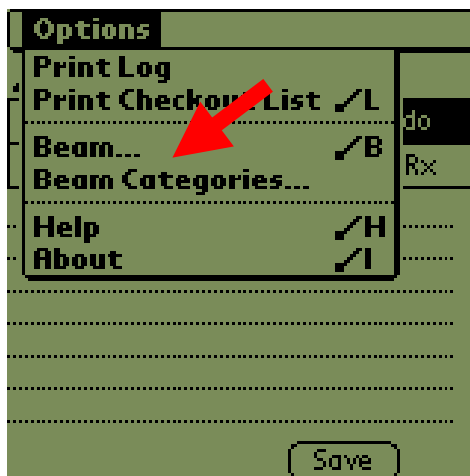 Options
Print Log
Print Checkout List /L
do
Beam... /B
Rx
Beam Categories...
Help /H
About /I
Save